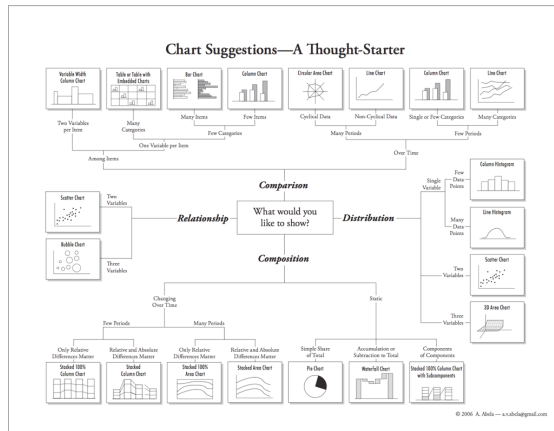 Chart Suggestions—A Thought-Starter
Variable Width
Column Chart
Table or Table with
Embedded Charts
Bar Chart
Column Chart
Circular Area Chart
Line Chart
Column Chart
Line Chart
Two Variables
per Item
Many
Categories
Many Items
Few Items
Cyclical Data
Non-Cyclical Data
Single or Few Categories
Many Categories
Few Categories
Many Periods
Few Periods
One Variable per Item
Among Items
Over Time
Comparison
What would you
like to show?
Relationship
Scatter Chart
Two
Variables
Bubble Chart
Three
Variables
Distribution
Single
Variable
Few
Data
Points
Column Histogram
Many
Data
Points
Line Histogram
Two
Variables
Scatter Chart
Three
Variables
3D Area Chart
Composition
Changing
Over Time
Static
Few Periods
Many Periods
Only Relative
Differences Matter
Relative and Absolute
Differences Matter
Only Relative
Differences Matter
Relative and Absolute
Differences Matter
Simple Share
of Total
Accumulation or
Subtraction to Total
Components
of Components
Stacked 100%
Column Chart
Stacked
Column Chart
Stacked 100%
Area Chart
Stacked Area Chart
Pie Chart
Waterfall Chart
Stacked 100% Column Chart
with Subcomponents
© 2006 A. Abela — a.v.abela@gmail.com